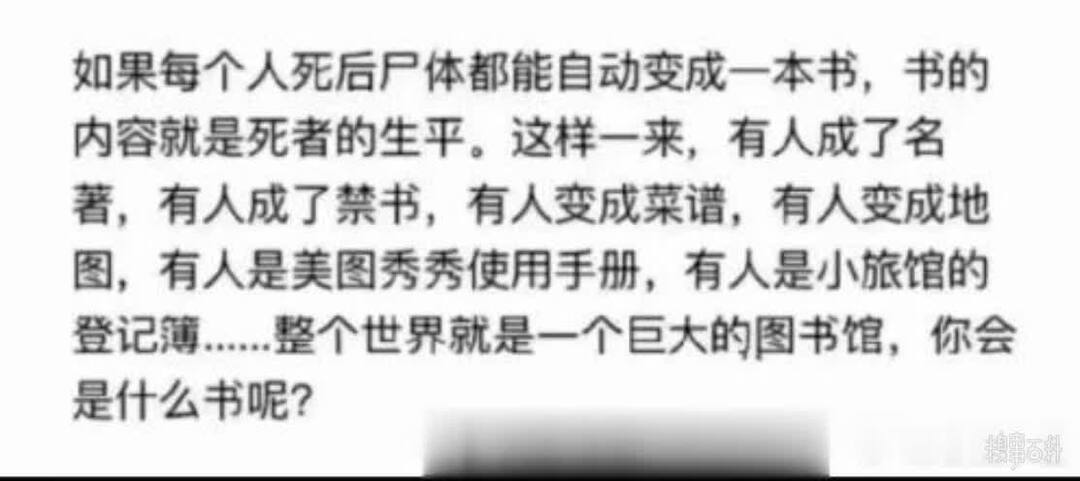 如果每个人死后尸体都能自动变成一本书，书的
内容就是死者的生平。这样一来，有人成了名
著，有人成了禁书，有人变成菜谱，有人变成地
图，有人是美图秀秀使用手册，有人是小旅馆的
登记簿......整个世界就是一个巨大的图书馆，你会
是什么书呢?